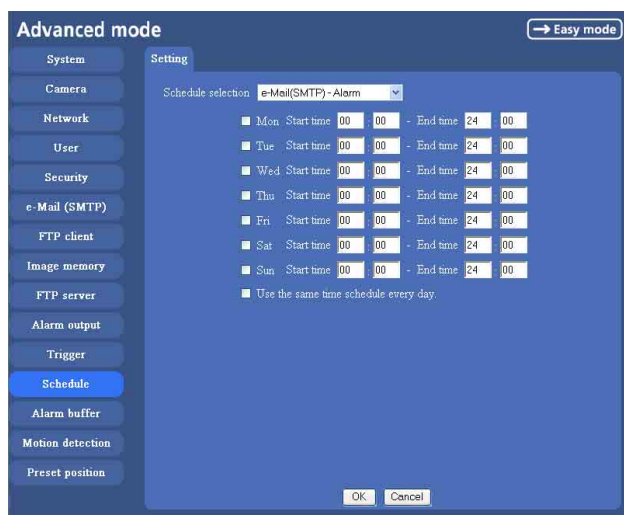 Advanced mode
→ Easy mode
System
Camera
Network
User
Security
e-Mail (SMTP)
FTP client
Image memory
FTP server
Alarm output
Trigger
Schedule
Alarm buffer
Motion detection
Preset position
Setting
Schedule selection e-Mail(SMTP) - Alarm
Mon Start time 00 : 00 - End time 24 : 00
Tue Start time 00 : 00 - End time 24 : 00
Wed Start time 00 : 00 - End time 24 : 00
Thu Start time 00 : 00 - End time 24 : 00
Fri Start time 00 : 00 - End time 24 : 00
Sat Start time 00 : 00 - End time 24 : 00
Sun Start time 00 : 00 - End time 24 : 00
Use the same time schedule every day.
OK Cancel